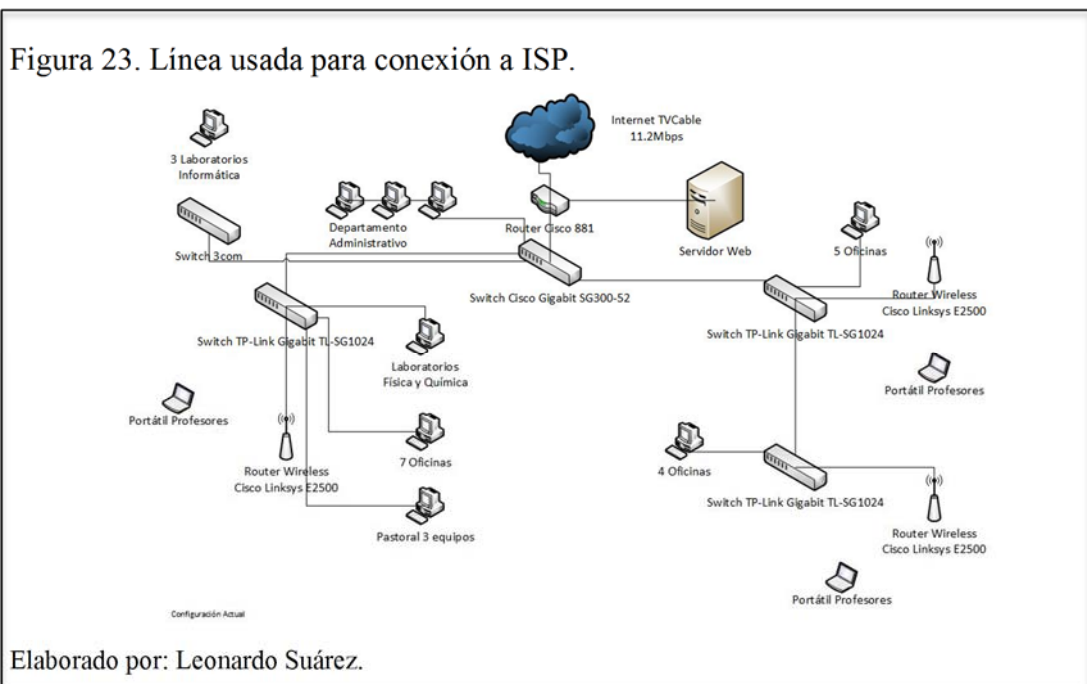 Figura 23. Línea usada para conexión a ISP.
Internet TVCable
11.2Mbps
3 Laboratorios
Informática
Departamento
Administrativo
Router Cisco 881
Servidor Web
5 Oficinas
Switch 3com
Switch Cisco Gigabit SG300-52
Router Wireless
Cisco Linksys E2500
Switch TP-Link Gigabit TL-SG1024
Switch TP-Link Gigabit TL-SG1024
Laboratorios
Física y Química
Portátil Profesores
Portátil Profesores
7 Oficinas
Router Wireless
Cisco Linksys E2500
4 Oficinas
Switch TP-Link Gigabit TL-SG1024
Pastoral 3 equipos
Router Wireless
Cisco Linksys E2500
Portátil Profesores
Configuración Actual
Elaborado por: Leonardo Suárez.